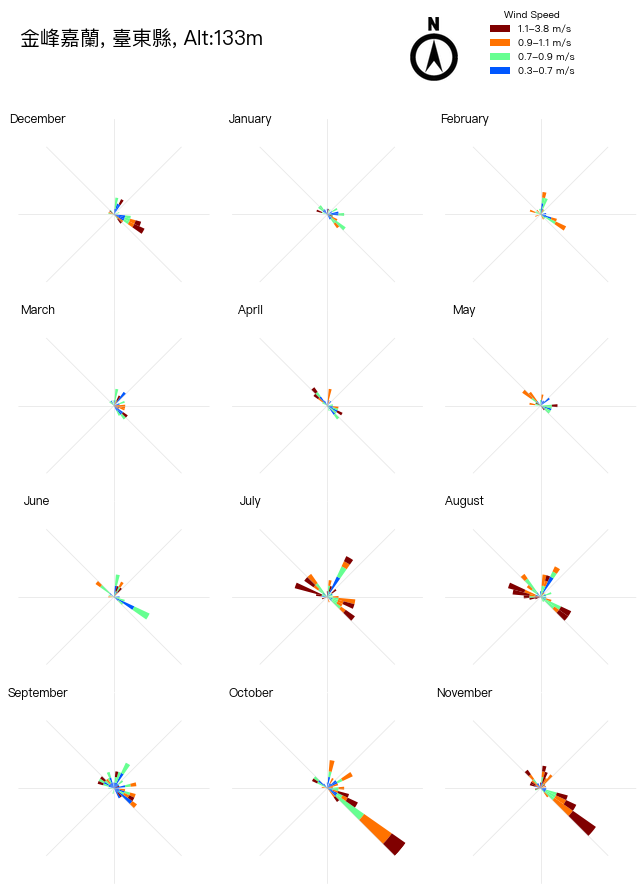 金峰嘉蘭, 臺東縣, Alt:133m
N
Wind Speed
1.1–3.8 m/s
0.9–1.1 m/s
0.7–0.9 m/s
0.3–0.7 m/s
December
January
February
March
April
May
June
July
August
September
October
November